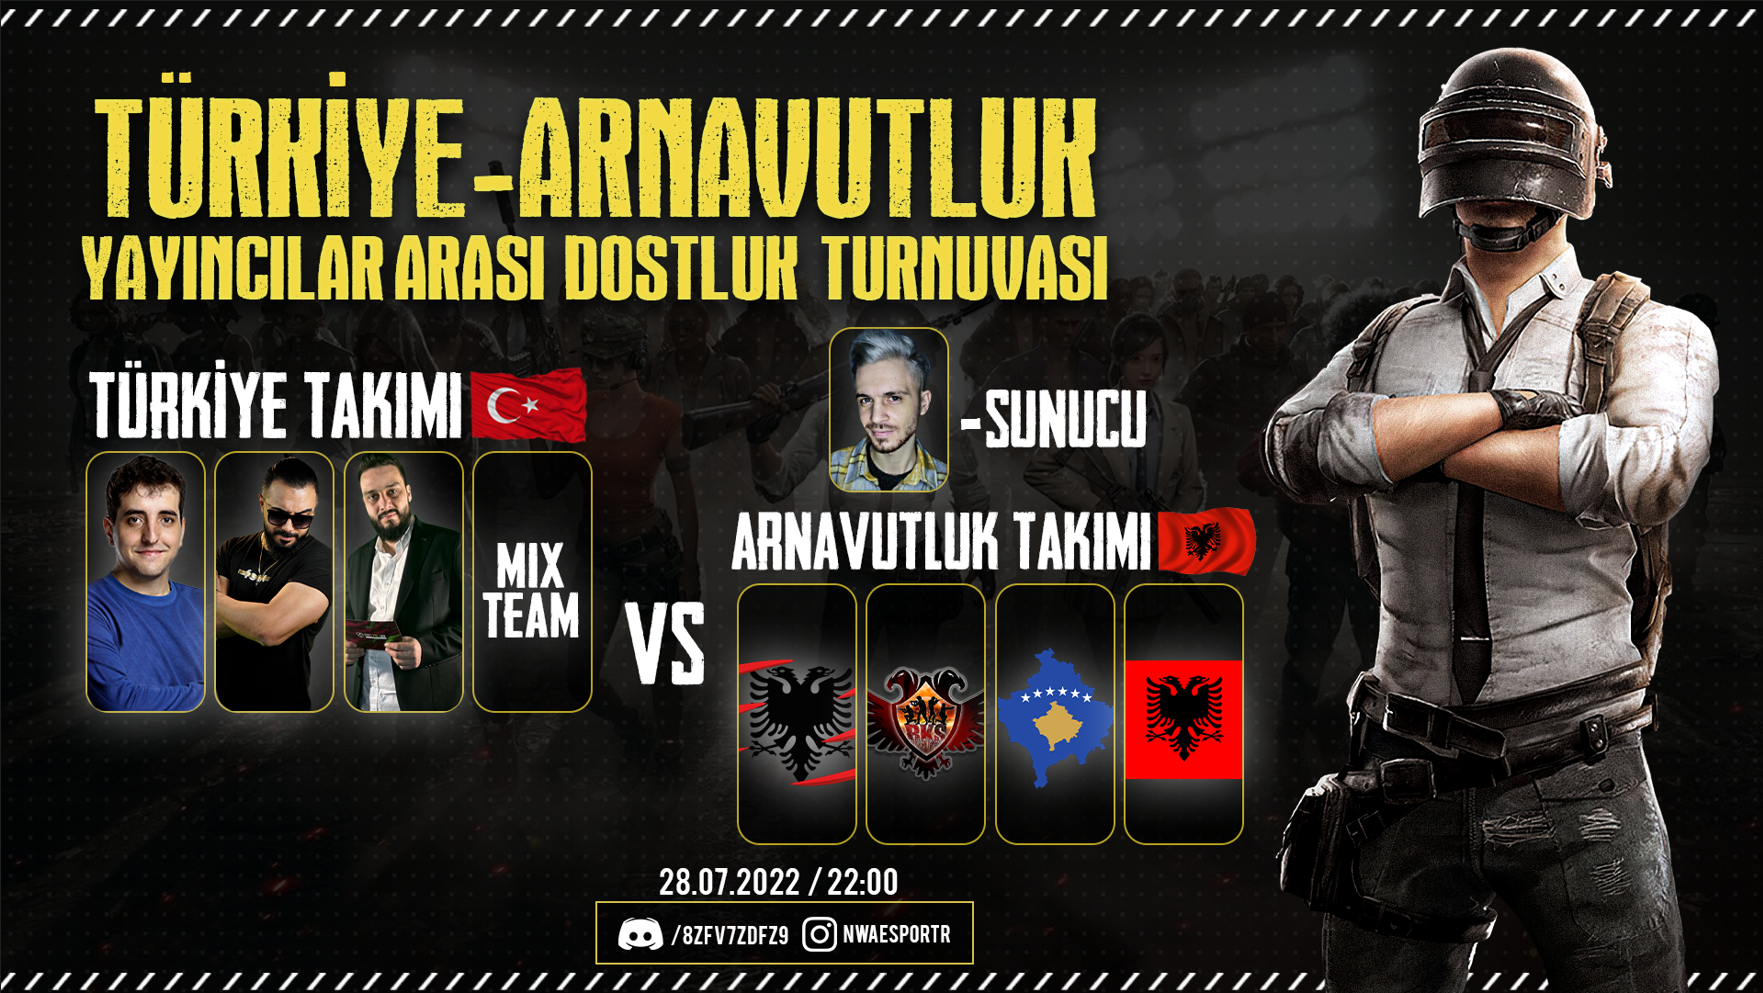 TÜRKİYE-ARNAVUTLUK
YAYINCILAR ARASI DOSTLUK TURNUVASI
TÜRKİYE TAKIMI
-SUNUCU
MIX
TEAM
VS
ARNAVUTLUK TAKIMI
RKS
28.07.2022 / 22:00
/8ZFV7ZDFZ9 NWAESPORTR